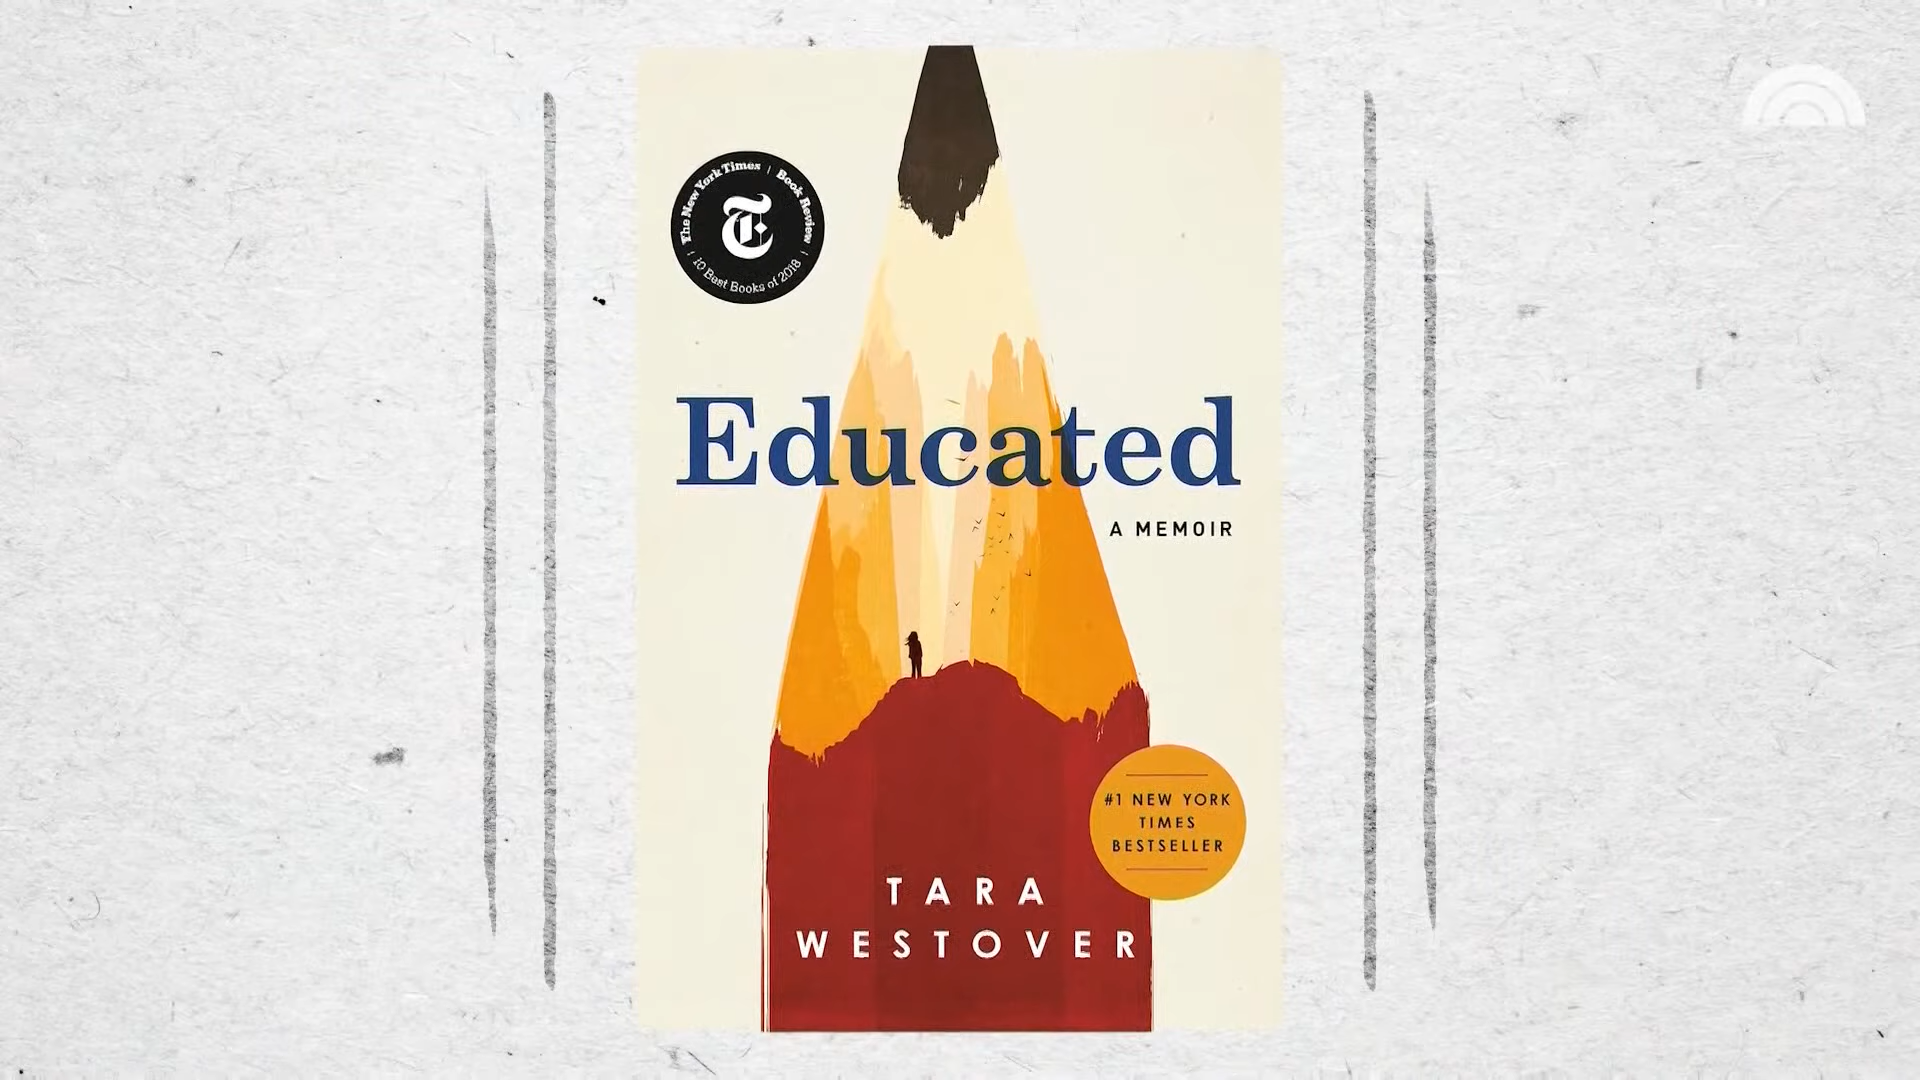 The New York Times | Book Review
10 Best Books of 2018
T
Educated
A MEMOIR
#1 NEW YORK
TIMES
BESTSELLER
TARA
WESTOVER